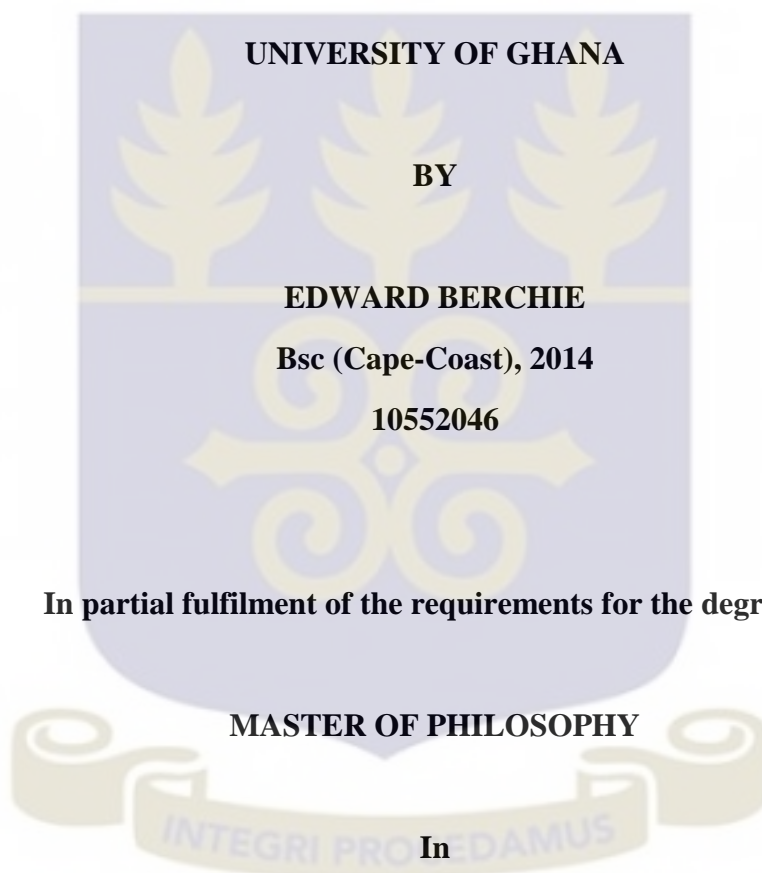 UNIVERSITY OF GHANA
BY
EDWARD BERCHIE
Bsc (Cape-Coast), 2014
10552046
In partial fulfilment of the requirements for the degr
MASTER OF PHILOSOPHY
In
INTEGRI PROCEDAMUS